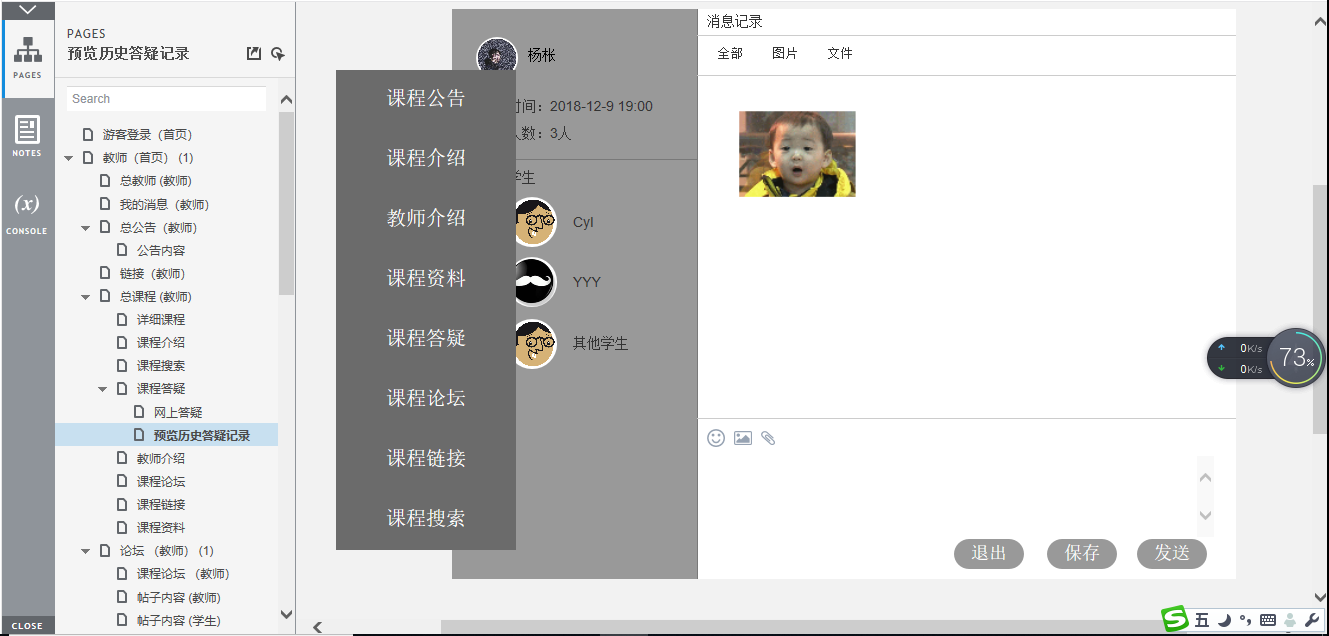 PAGES
NOTES
(x)
CONSOLE
CLOSE
PAGES
预览历史答疑记录
Search
游客登录（首页）
教师（首页） (1)
总教师 (教师)
我的消息（教师）
总公告（教师）
公告内容
链接（教师）
总课程 (教师)
详细课程
课程介绍
课程搜索
课程答疑
网上答疑
预览历史答疑记录
教师介绍
课程论坛
课程链接
课程资料
论坛 （教师） (1)
课程论坛 （教师）
帖子内容 (教师)
帖子内容 (学生)
课程公告
课程介绍
教师介绍
课程资料
课程答疑
课程论坛
课程链接
课程搜索
杨枨
时间：2018-12-9 19:00
人数：3人
学生
Cyl
YYY
其他学生
消息记录
全部 图片 文件
退出 保存 发送
0K/s
0K/s
73%
S 五